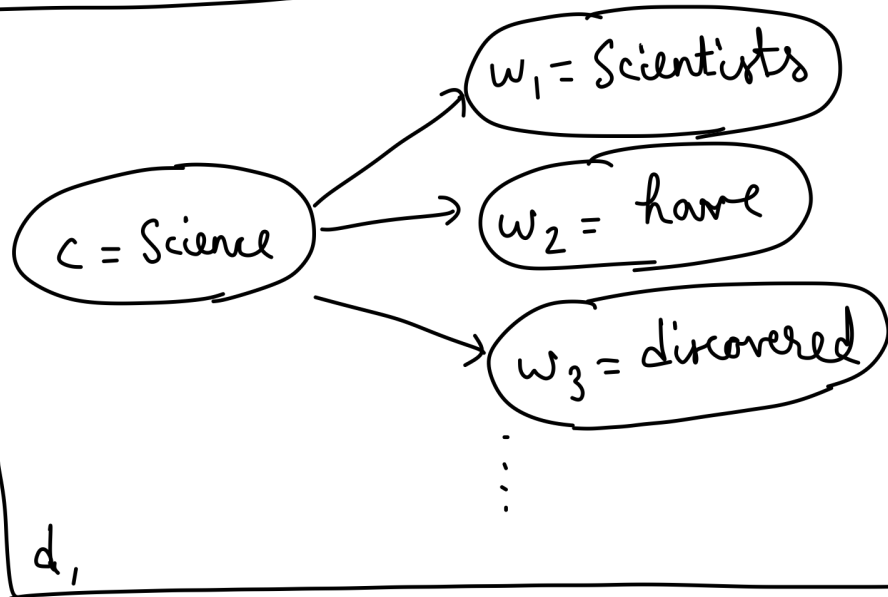 w₁ = Scientists
w₂ = have
c = Science
w₃ = discovered
d₁